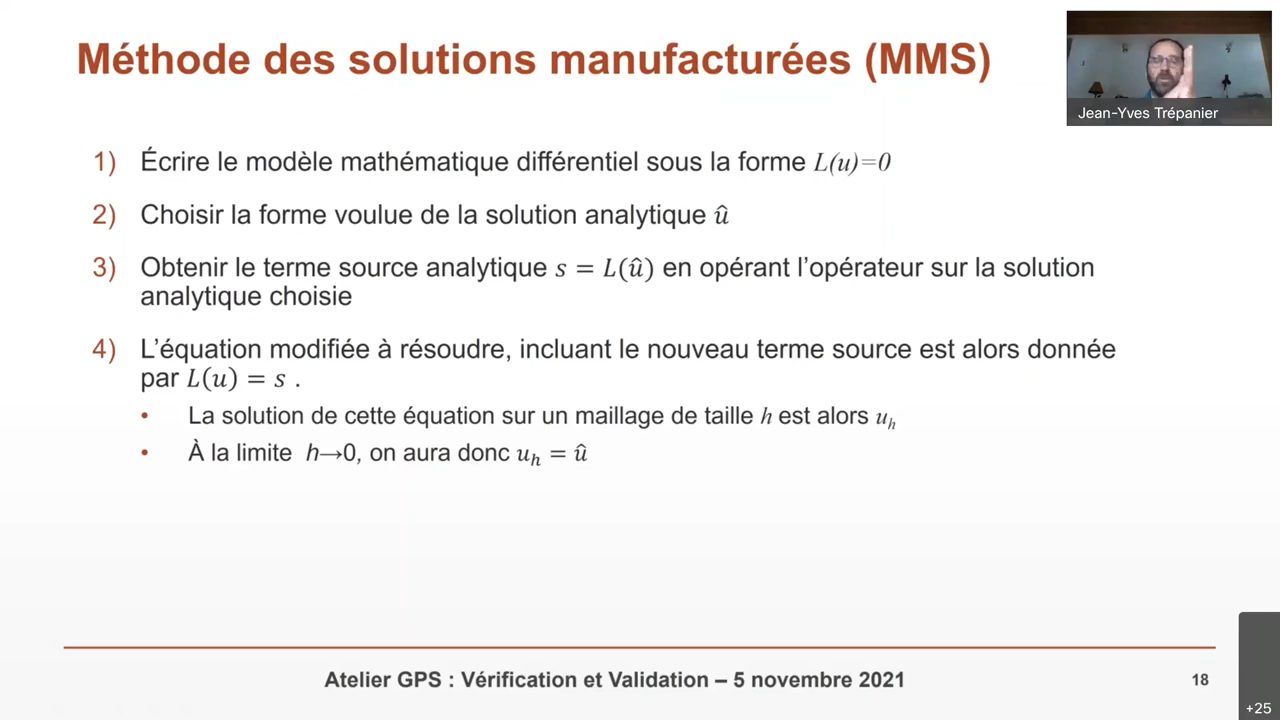 Méthode des solutions manufacturées (MMS)
Jean-Yves Trépanier
1) Écrire le modèle mathématique différentiel sous la forme L(u)=0
2) Choisir la forme voulue de la solution analytique û
3) Obtenir le terme source analytique s = L(û) en opérant l’opérateur sur la solution
analytique choisie
4) L’équation modifiée à résoudre, incluant le nouveau terme source est alors donnée
par L(u) = s .
• La solution de cette équation sur un maillage de taille h est alors uₕ
• À la limite h→0, on aura donc uₕ = û
Atelier GPS : Vérification et Validation – 5 novembre 2021
18
+25